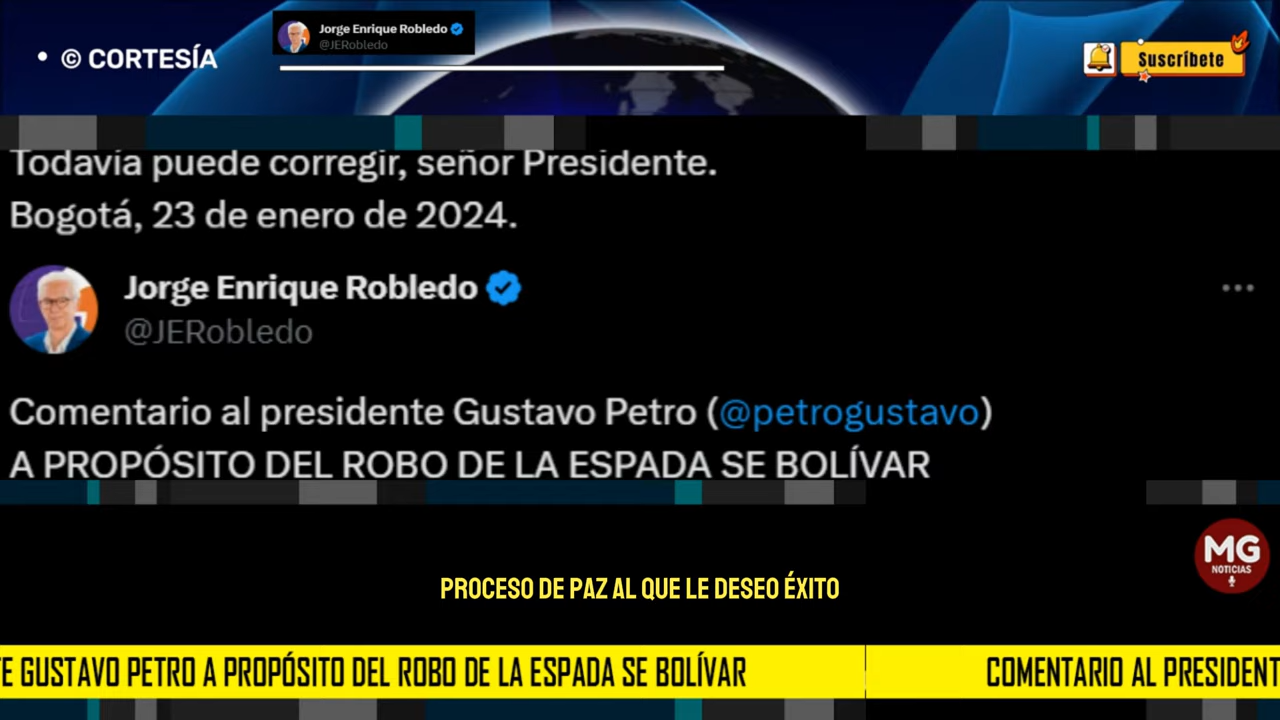 • © CORTESÍA
Jorge Enrique Robledo
@JERobledo
Suscríbete
Todavía puede corregir, señor Presidente.
Bogotá, 23 de enero de 2024.
Jorge Enrique Robledo
@JERobledo
Comentario al presidente Gustavo Petro (@petrogustavo)
A PROPÓSITO DEL ROBO DE LA ESPADA SE BOLÍVAR
MG
NOTICIAS
PROCESO DE PAZ AL QUE LE DESEO ÉXITO
E GUSTAVO PETRO A PROPÓSITO DEL ROBO DE LA ESPADA SE BOLÍVAR
COMENTARIO AL PRESIDENT